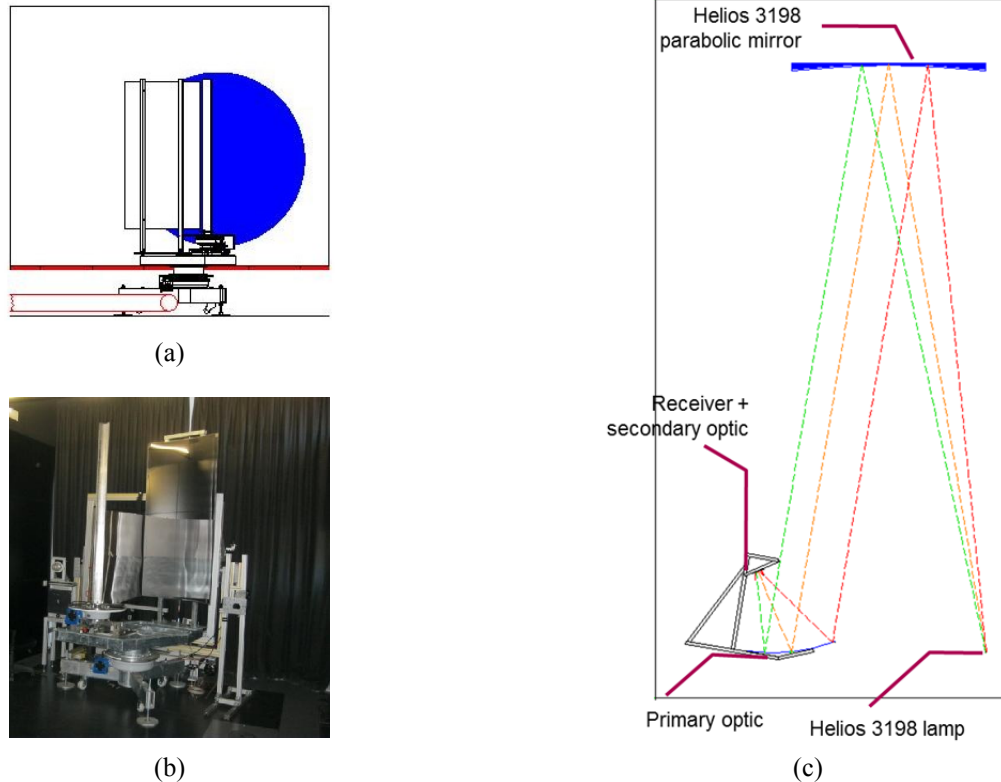 Helios 3198
parabolic mirror
(a)
Receiver +
secondary optic
Primary optic
Helios 3198 lamp
(b)
(c)